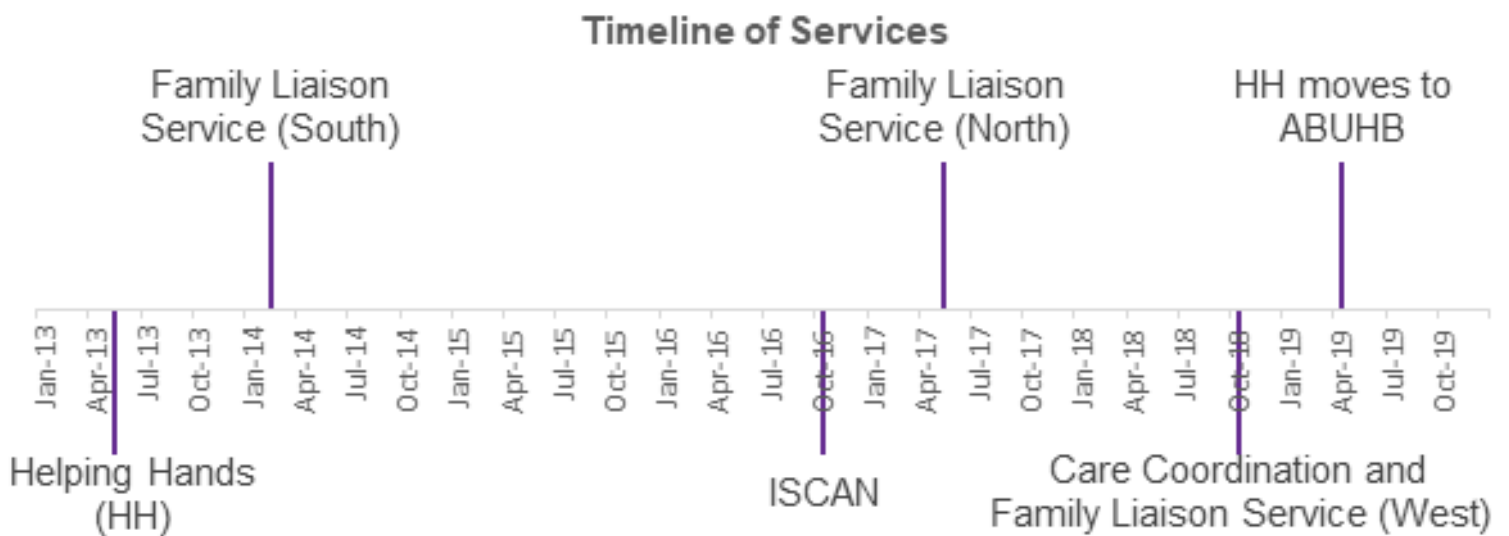 Timeline of Services
Family Liaison
Service (South)
Family Liaison
Service (North)
HH moves to
ABUHB
Jan-13
Apr-13
Jul-13
Oct-13
Jan-14
Apr-14
Jul-14
Oct-14
Jan-15
Apr-15
Jul-15
Oct-15
Jan-16
Apr-16
Jul-16
Oct-16
Jan-17
Apr-17
Jul-17
Oct-17
Jan-18
Apr-18
Jul-18
Oct-18
Jan-19
Apr-19
Jul-19
Oct-19
Helping Hands
(HH)
ISCAN
Care Coordination and
Family Liaison Service (West)